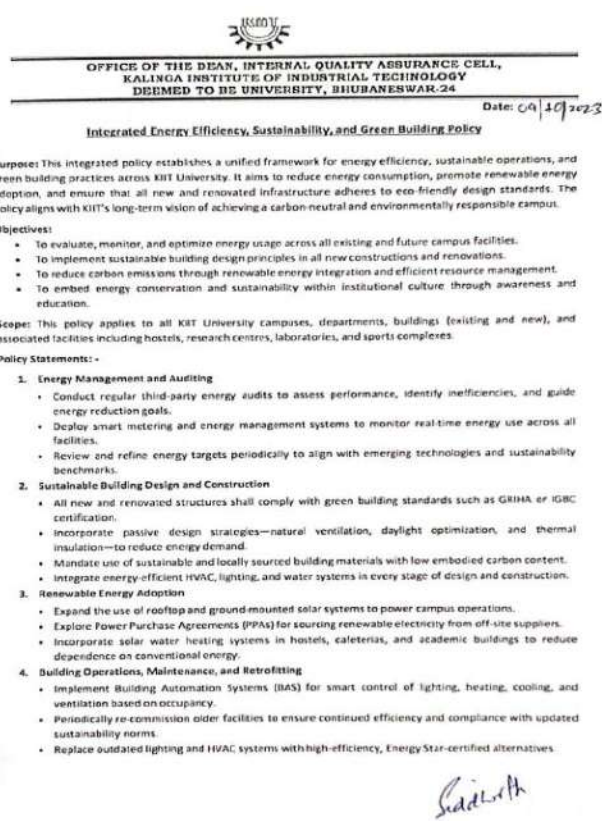 OFFICE OF THE DEAN, INTERNAL QUALITY ASSURANCE CELL,
KALINGA INSTITUTE OF INDUSTRIAL TECHNOLOGY
DEEMED TO BE UNIVERSITY, BHUBANESWAR-24
Date: 09/10/2023
Integrated Energy Efficiency, Sustainability, and Green Building Policy
urpose: This integrated policy establishes a unified framework for energy efficiency, sustainable operations, and
reen building practices across KIIT University. It aims to reduce energy consumption, promote renewable energy
doption, and ensure that all new and renovated infrastructure adheres to eco-friendly design standards. The
olicy aligns with KIIT's long-term vision of achieving a carbon-neutral and environmentally responsible campus.
bjectives:
• To evaluate, monitor, and optimize energy usage across all existing and future campus facilities.
• To implement sustainable building design principles in all new constructions and renovations.
• To reduce carbon emissions through renewable energy integration and efficient resource management.
• To embed energy conservation and sustainability within institutional culture through awareness and
education.
cope: This policy applies to all KIIT University campuses, departments, buildings (existing and new), and
ssociated facilities including hostels, research centres, laboratories, and sports complexes.
Policy Statements: -
1. Energy Management and Auditing
• Conduct regular third-party energy audits to assess performance, identify inefficiencies, and guide
energy reduction goals.
• Deploy smart metering and energy management systems to monitor real-time energy use across all
facilities.
• Review and refine energy targets periodically to align with emerging technologies and sustainability
benchmarks.
2. Sustainable Building Design and Construction
• All new and renovated structures shall comply with green building standards such as GRIHA or IGBC
certification.
• Incorporate passive design strategies—natural ventilation, daylight optimization, and thermal
insulation—to reduce energy demand.
• Mandate use of sustainable and locally sourced building materials with low embodied carbon content.
• Integrate energy-efficient HVAC, lighting, and water systems in every stage of design and construction.
3. Renewable Energy Adoption
• Expand the use of rooftop and ground-mounted solar systems to power campus operations.
• Explore Power Purchase Agreements (PPAs) for sourcing renewable electricity from off-site suppliers.
• Incorporate solar water heating systems in hostels, cafeterias, and academic buildings to reduce
dependence on conventional energy.
4. Building Operations, Maintenance, and Retrofitting
• Implement Building Automation Systems (BAS) for smart control of lighting, heating, cooling, and
ventilation based on occupancy.
• Periodically re-commission older facilities to ensure continued efficiency and compliance with updated
sustainability norms.
• Replace outdated lighting and HVAC systems with high-efficiency, Energy Star-certified alternatives.
Siddharth